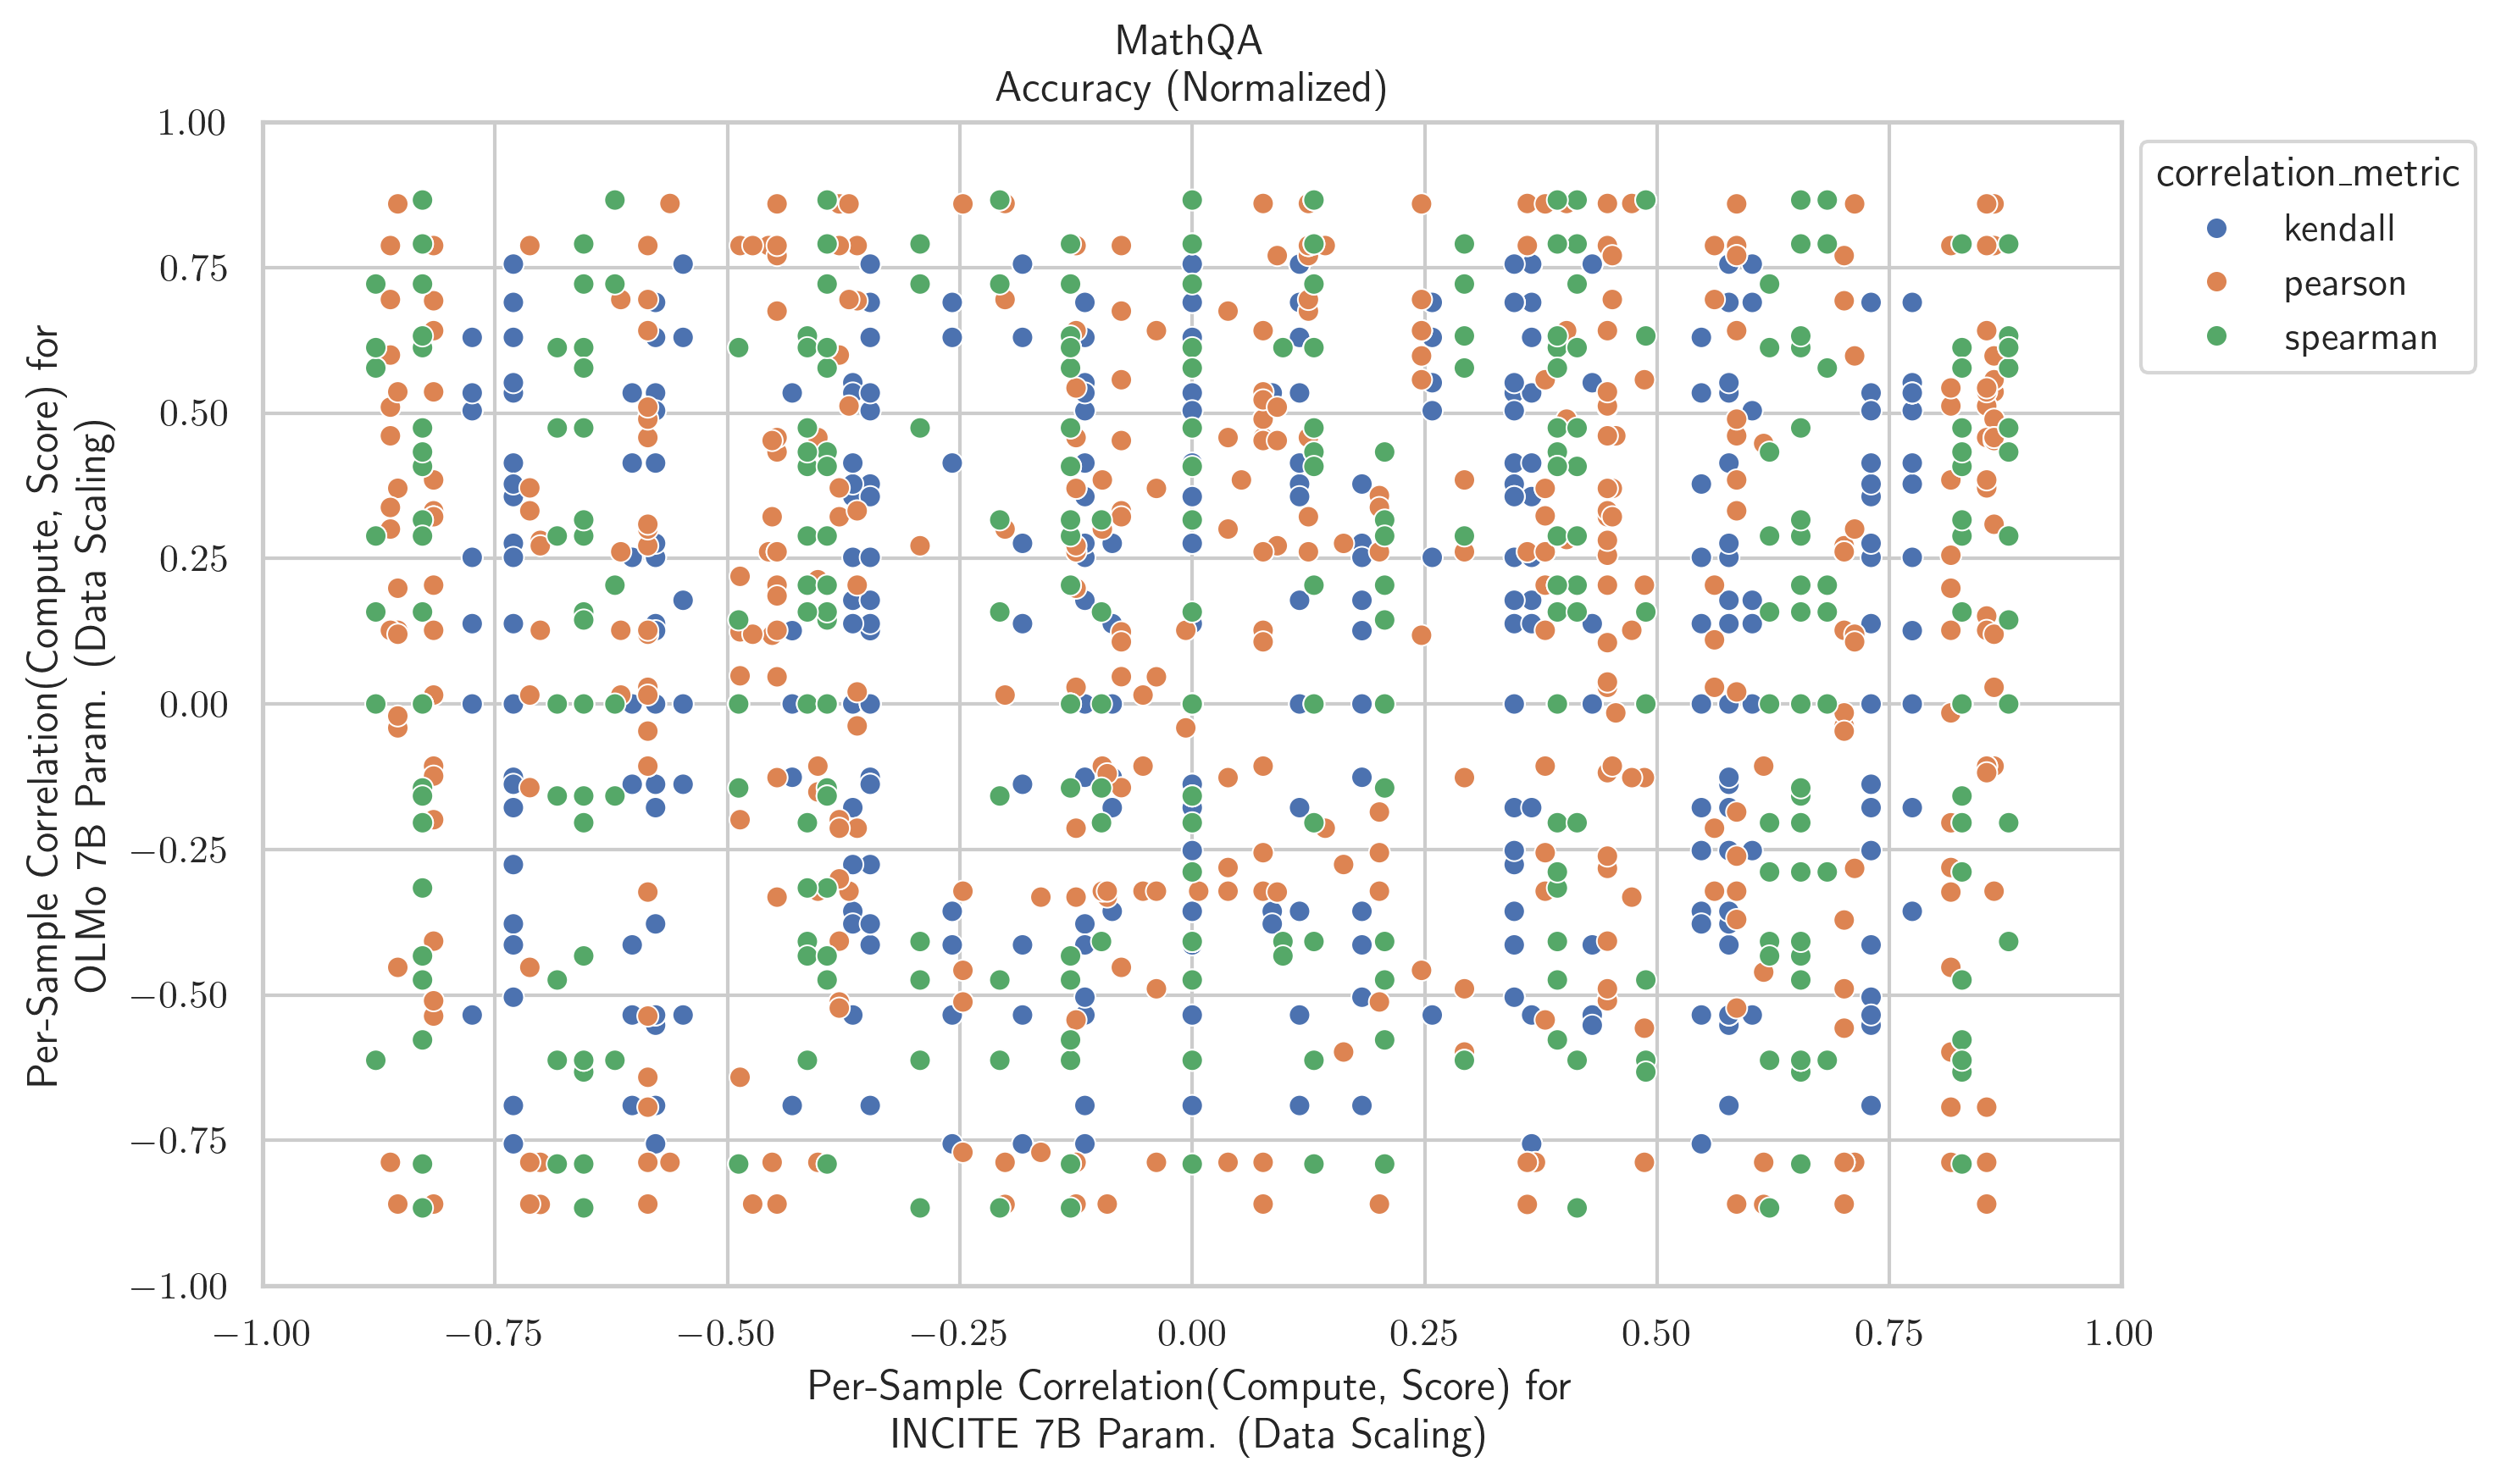 MathQA
Accuracy (Normalized)
1.00
0.75
0.50
0.25
0.00
−0.25
−0.50
−0.75
−1.00
Per-Sample Correlation(Compute, Score) for
OLMo 7B Param. (Data Scaling)
−1.00 −0.75 −0.50 −0.25 0.00 0.25 0.50 0.75 1.00
Per-Sample Correlation(Compute, Score) for
INCITE 7B Param. (Data Scaling)
correlation_metric
kendall
pearson
spearman